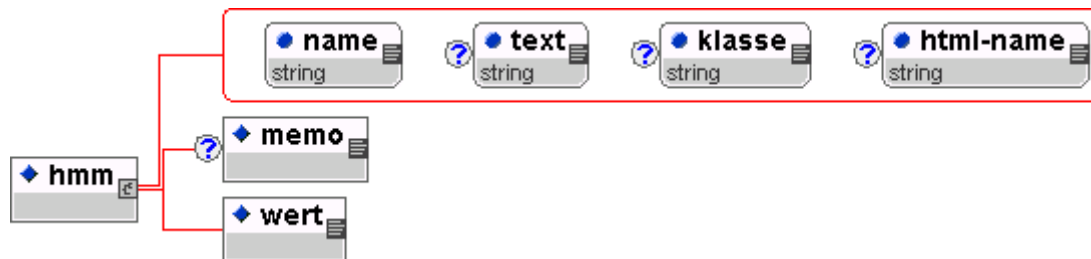 name ? text ? klasse ? html-name
string string string string
? memo
hmm
wert